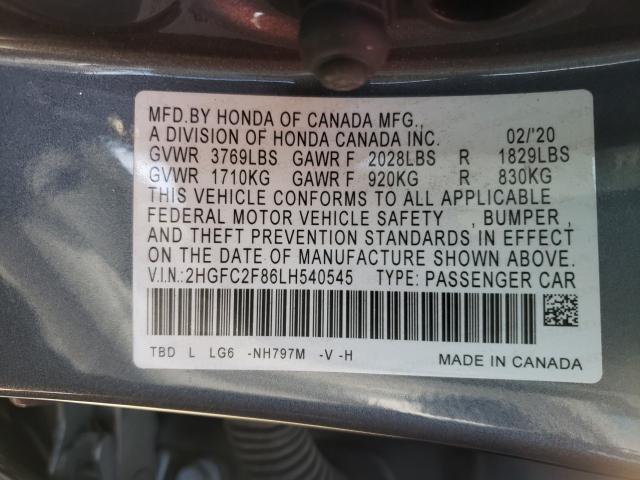 MFD.BY HONDA OF CANADA MFG.,
A DIVISION OF HONDA CANADA INC. 02/'20
GVWR 3769LBS GAWR F 2028LBS R 1829LBS
GVWR 1710KG GAWR F 920KG R 830KG
THIS VEHICLE CONFORMS TO ALL APPLICABLE
FEDERAL MOTOR VEHICLE SAFETY , BUMPER ,
AND THEFT PREVENTION STANDARDS IN EFFECT
ON THE DATE OF MANUFACTURE SHOWN ABOVE.
V.I.N.:2HGFC2F86LH540545 TYPE: PASSENGER CAR
TBD L LG6 -NH797M -V -H
MADE IN CANADA